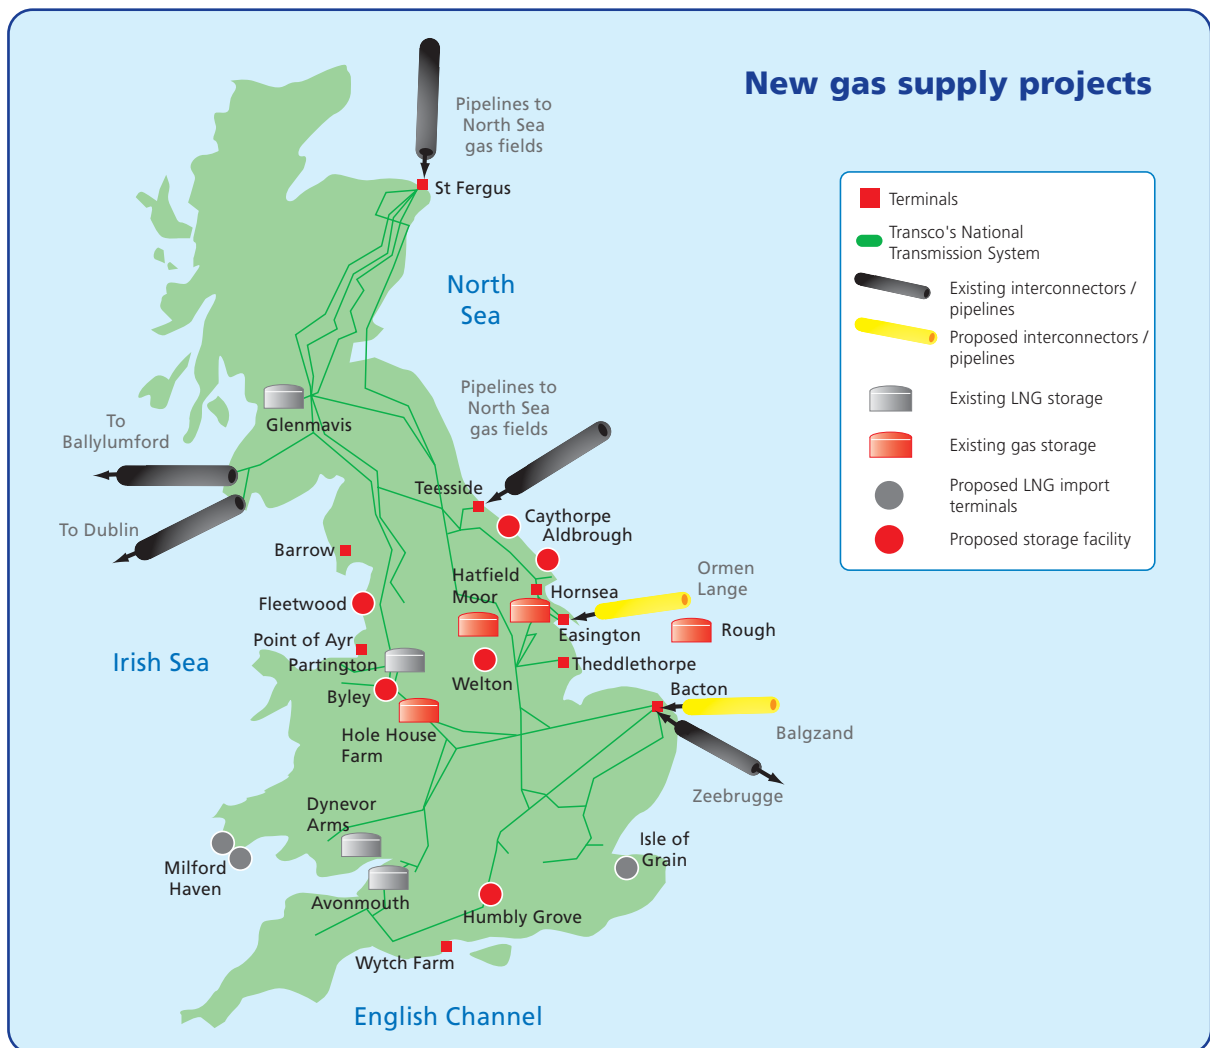 New gas supply projects
Pipelines to
North Sea
gas fields
St Fergus
Terminals
Transco's National
Transmission System
Existing interconnectors /
pipelines
Proposed interconnectors /
pipelines
Existing LNG storage
Existing gas storage
Proposed LNG import
terminals
Proposed storage facility
North
Sea
Pipelines to
North Sea
gas fields
Glenmavis
To
Ballylumford
To Dublin
Teesside
Caythorpe
Aldbrough
Barrow
Hatfield
Moor
Hornsea
Ormen
Lange
Fleetwood
Easington
Rough
Point of Ayr
Partington
Irish Sea
Theddlethorpe
Welton
Byley
Bacton
Hole House
Farm
Balgzand
Zeebrugge
Dynevor
Arms
Isle of
Grain
Milford
Haven
Avonmouth
Humbly Grove
Wytch Farm
English Channel